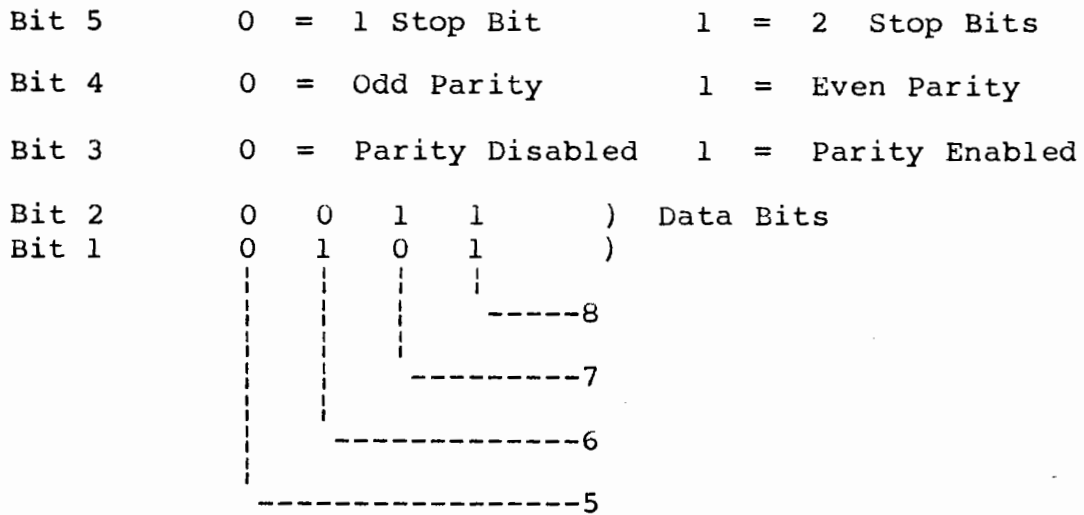 Bit 5 0 = 1 Stop Bit 1 = 2 Stop Bits
Bit 4 0 = Odd Parity 1 = Even Parity
Bit 3 0 = Parity Disabled 1 = Parity Enabled
Bit 2 0 0 1 1 ) Data Bits
Bit 1 0 1 0 1 )
-----8
---------7
-------------6
-----------------5